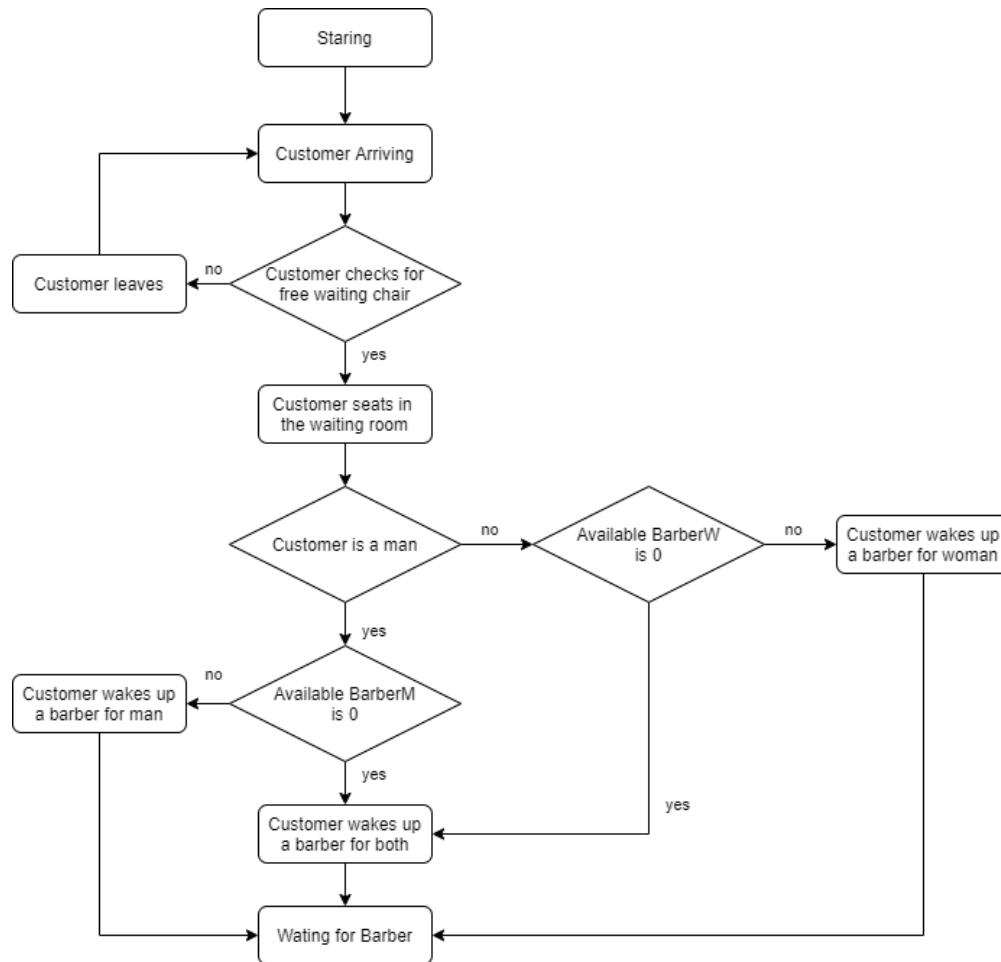 Staring
Customer Arriving
Customer leaves
no
Customer checks for
free waiting chair
yes
Customer seats in
the waiting room
Customer is a man
no
Available BarberW
is 0
no
Customer wakes up
a barber for woman
yes
Customer wakes up
a barber for man
no
Available BarberM
is 0
yes
yes
Customer wakes up
a barber for both
Wating for Barber